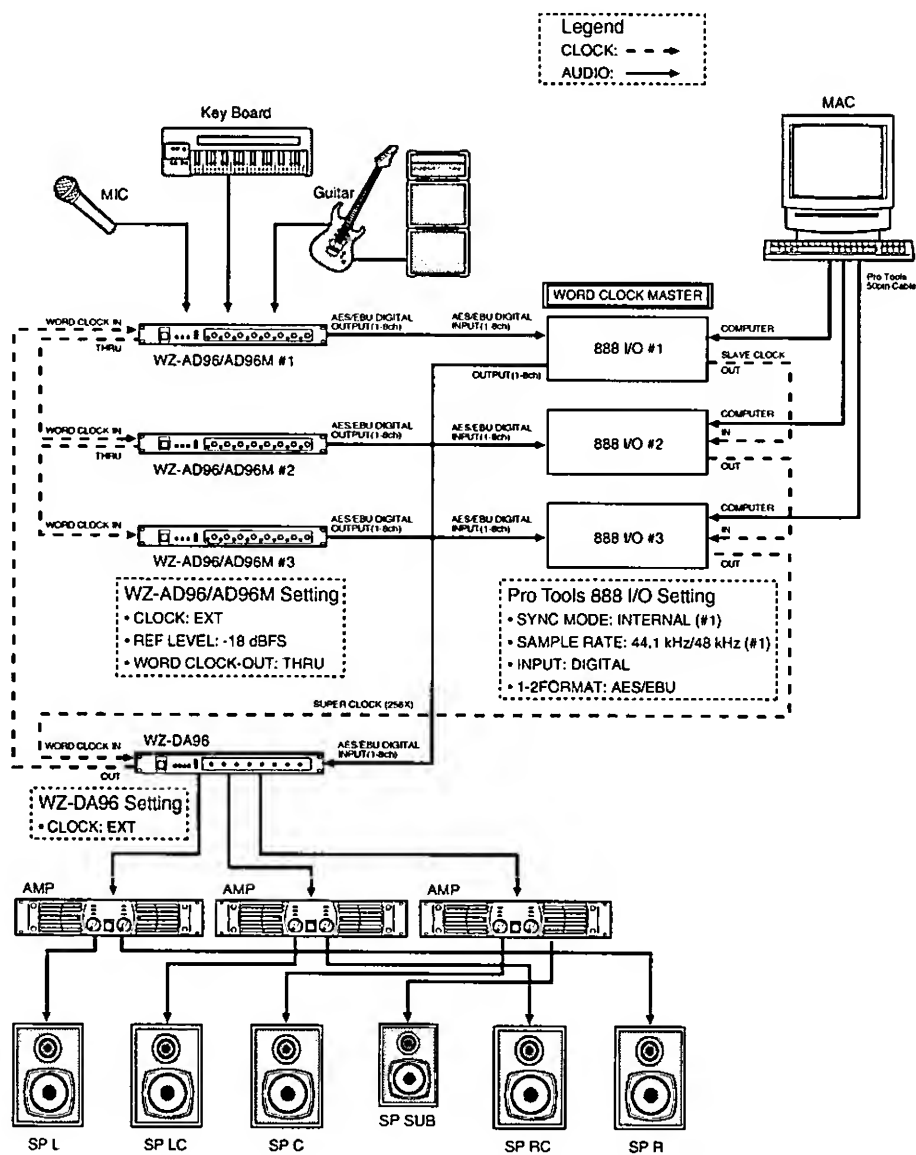 Legend
CLOCK:
AUDIO:
MAC
Key Board
MIC
Guitar
Pro Tools
50pin Cable
WORD CLOCK MASTER
WORD CLOCK IN
THRU
WZ-AD96/AD96M #1
AES/EBU DIGITAL
OUTPUT(1-8ch)
AES/EBU DIGITAL
INPUT(1-8ch)
888 I/O #1
OUTPUT(1-8ch)
COMPUTER
SLAVE CLOCK
OUT
WORD CLOCK IN
THRU
WZ-AD96/AD96M #2
AES/EBU DIGITAL
OUTPUT(1-8ch)
AES/EBU DIGITAL
INPUT(1-8ch)
888 I/O #2
COMPUTER
IN
OUT
WORD CLOCK IN
WZ-AD96/AD96M #3
AES/EBU DIGITAL
OUTPUT(1-8ch)
AES/EBU DIGITAL
INPUT(1-8ch)
888 I/O #3
COMPUTER
IN
OUT
WZ-AD96/AD96M Setting
• CLOCK: EXT
• REF LEVEL: -18 dBFS
• WORD CLOCK-OUT: THRU
Pro Tools 888 I/O Setting
• SYNC MODE: INTERNAL (#1)
• SAMPLE RATE: 44.1 kHz/48 kHz (#1)
• INPUT: DIGITAL
• 1-2FORMAT: AES/EBU
SUPER CLOCK (256X)
WZ-DA96
WORD CLOCK IN
OUT
AES/EBU DIGITAL
INPUT(1-8ch)
WZ-DA96 Setting
• CLOCK: EXT
AMP
AMP
AMP
SP L
SP LC
SP C
SP SUB
SP RC
SP R